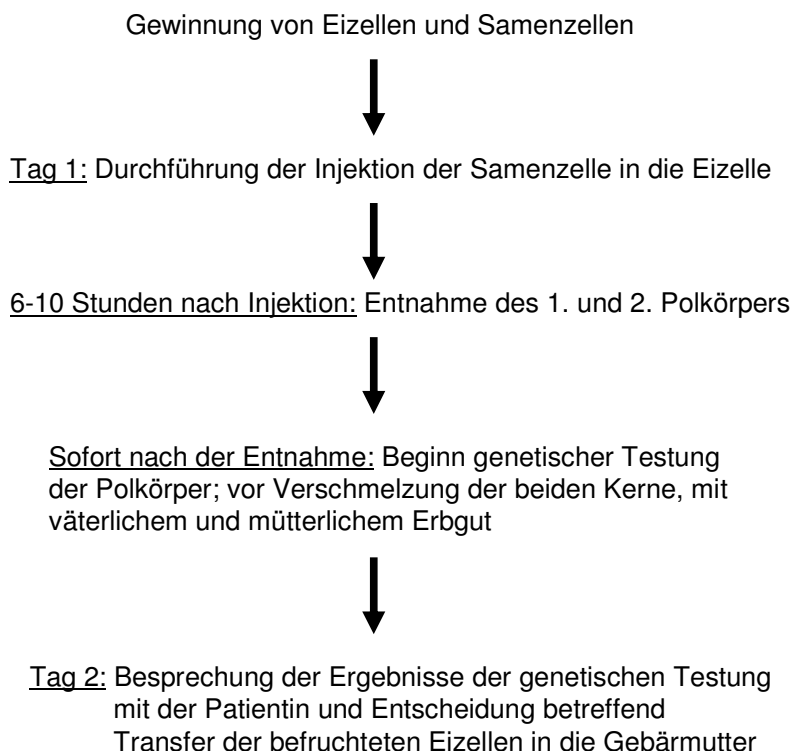 Gewinnung von Eizellen und Samenzellen
Tag 1: Durchführung der Injektion der Samenzelle in die Eizelle
6-10 Stunden nach Injektion: Entnahme des 1. und 2. Polkörpers
Sofort nach der Entnahme: Beginn genetischer Testung
der Polkörper; vor Verschmelzung der beiden Kerne, mit
väterlichem und mütterlichem Erbgut
Tag 2: Besprechung der Ergebnisse der genetischen Testung
mit der Patientin und Entscheidung betreffend
Transfer der befruchteten Eizellen in die Gebärmutter